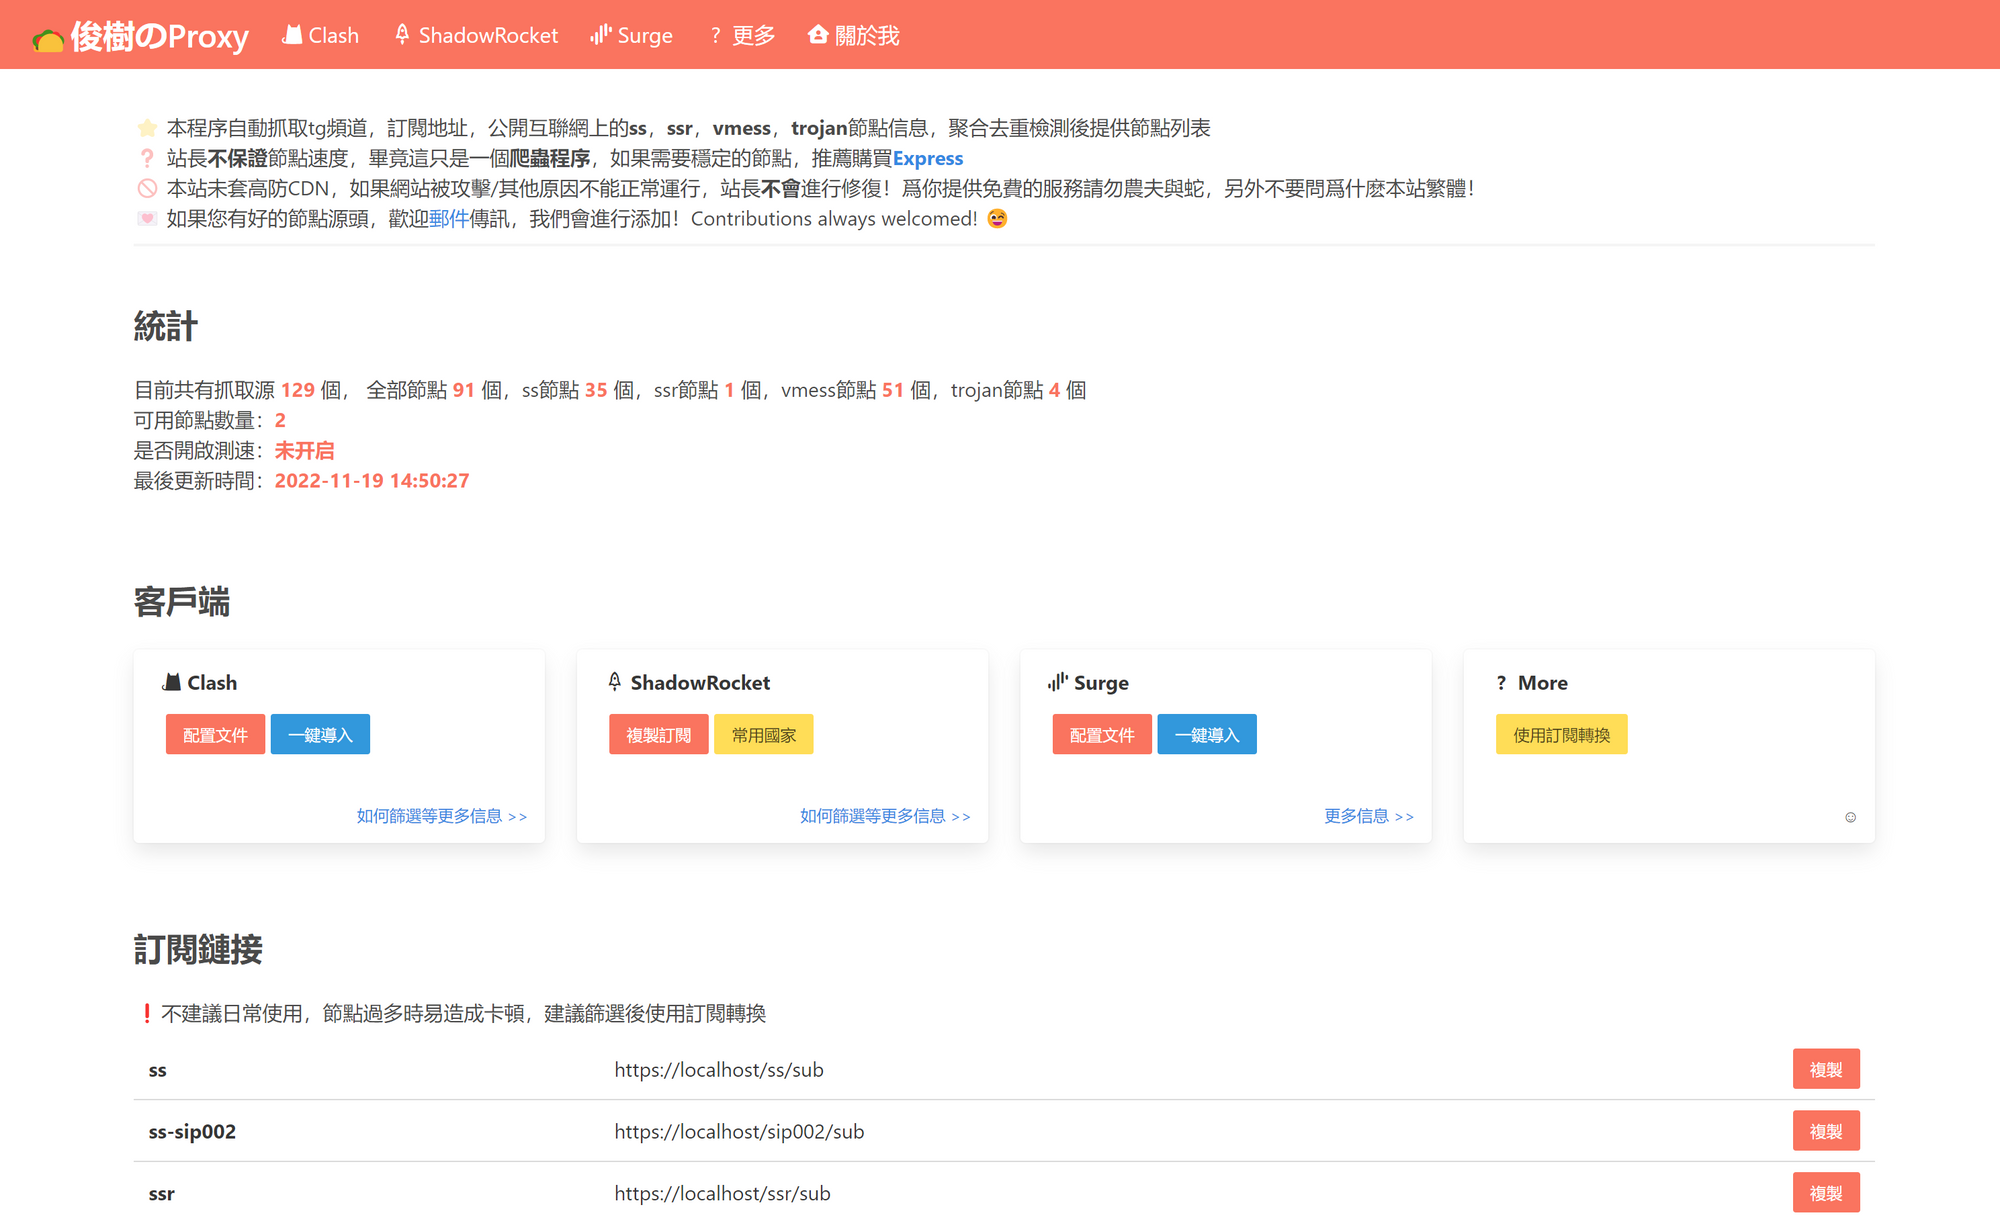 俊樹のProxy Clash ShadowRocket Surge ? 更多 關於我
本程序自動抓取tg頻道，訂閱地址，公開互聯網上的ss，ssr，vmess，trojan節點信息，聚合去重檢測後提供節點列表
站長不保證節點速度，畢竟這只是一個爬蟲程序，如果需要穩定的節點，推薦購買Express
本站未套高防CDN，如果網站被攻擊/其他原因不能正常運行，站長不會進行修復！爲你提供免費的服務請勿農夫與蛇，另外不要問爲什麽本站繁體！
如果您有好的節點源頭，歡迎郵件傳訊，我們會進行添加！Contributions always welcomed! 😄
統計
目前共有抓取源 129 個， 全部節點 91 個，ss節點 35 個，ssr節點 1 個，vmess節點 51 個，trojan節點 4 個
可用節點數量：2
是否開啟測速：未开启
最後更新時間：2022-11-19 14:50:27
客戶端
Clash
配置文件 一鍵導入
如何篩選等更多信息 >>
ShadowRocket
複製訂閱 常用國家
如何篩選等更多信息 >>
Surge
配置文件 一鍵導入
更多信息 >>
? More
使用訂閱轉換
☺
訂閱鏈接
❗不建議日常使用，節點過多時易造成卡頓，建議篩選後使用訂閱轉換
ss https://localhost/ss/sub 複製
ss-sip002 https://localhost/sip002/sub 複製
ssr https://localhost/ssr/sub 複製